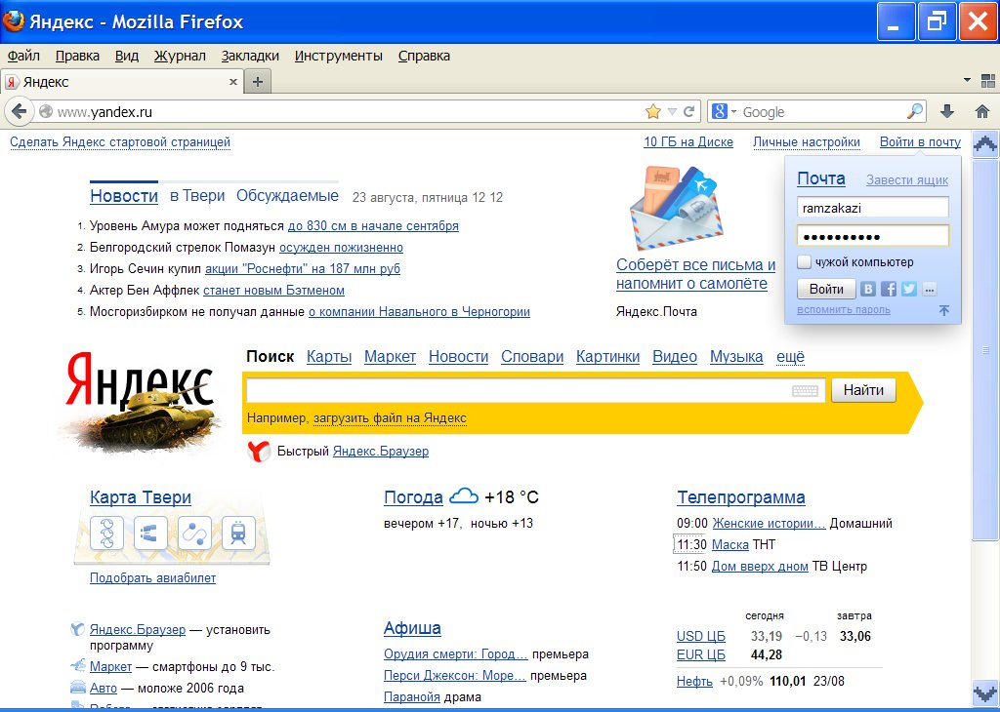 Яндекс - Mozilla Firefox
Файл Правка Вид Журнал Закладки Инструменты Справка
Яндекс
www.yandex.ru
Google
Сделать Яндекс стартовой страницей
10 ГБ на Диске Личные настройки Войти в почту
Новости в Твери Обсуждаемые 23 августа, пятница 12 12
1. Уровень Амура может подняться до 830 см в начале сентября
2. Белгородский стрелок Помазун осужден пожизненно
3. Игорь Сечин купил акции "Роснефти" на 187 млн руб
4. Актер Бен Аффлек станет новым Бэтменом
5. Мосгоризбирком не получал данные о компании Навального в Черногории
Соберёт все письма и
напомнит о самолёте
Яндекс.Почта
Почта Завести ящик
ramzakazi
●●●●●●●●●●
чужой компьютер
Войти
вспомнить пароль
Яндекс
Поиск Карты Маркет Новости Словари Картинки Видео Музыка ещё
Найти
Например, загрузить файл на Яндекс
Быстрый Яндекс.Браузер
Карта Твери
Подобрать авиабилет
Погода +18 °C
вечером +17, ночью +13
Телепрограмма
09:00 Женские истории... Домашний
11:30 Маска ТНТ
11:50 Дом вверх дном ТВ Центр
Яндекс.Браузер — установить
программу
Маркет — смартфоны до 9 тыс.
Авто — моложе 2006 года
Афиша
Орудия смерти: Город... премьера
Перси Джексон: Море... премьера
Паранойя драма
сегодня завтра
USD ЦБ 33,19 −0,13 33,06
EUR ЦБ 44,28
Нефть +0,09% 110,01 23/08